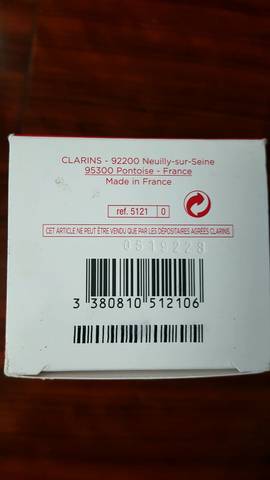 CLARINS - 92200 Neuilly-sur-Seine
95300 Pontoise - France
Made in France
ref. 5121 0
CET ARTICLE NE PEUT ÊTRE VENDU QUE PAR LES DÉPOSITAIRES AGRÉÉS CLARINS.
0519228
3 380810 512106